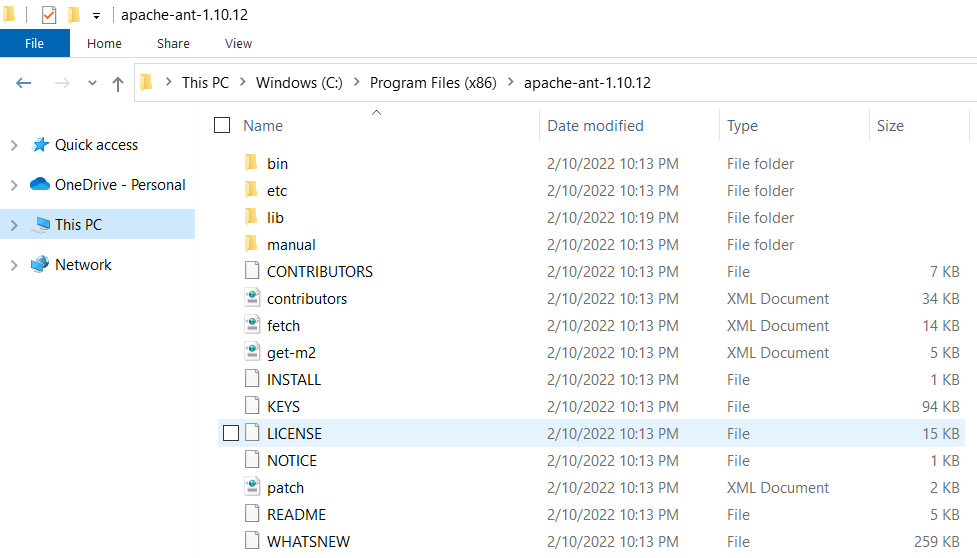 apache-ant-1.10.12
File Home Share View
This PC Windows (C:) Program Files (x86) apache-ant-1.10.12
Name Date modified Type Size
Quick access
OneDrive - Personal
This PC
Network
bin 2/10/2022 10:13 PM File folder
etc 2/10/2022 10:13 PM File folder
lib 2/10/2022 10:19 PM File folder
manual 2/10/2022 10:13 PM File folder
CONTRIBUTORS 2/10/2022 10:13 PM File 7 KB
contributors 2/10/2022 10:13 PM XML Document 34 KB
fetch 2/10/2022 10:13 PM XML Document 14 KB
get-m2 2/10/2022 10:13 PM XML Document 5 KB
INSTALL 2/10/2022 10:13 PM File 1 KB
KEYS 2/10/2022 10:13 PM File 94 KB
LICENSE 2/10/2022 10:13 PM File 15 KB
NOTICE 2/10/2022 10:13 PM File 1 KB
patch 2/10/2022 10:13 PM XML Document 2 KB
README 2/10/2022 10:13 PM File 5 KB
WHATSNEW 2/10/2022 10:13 PM File 259 KB